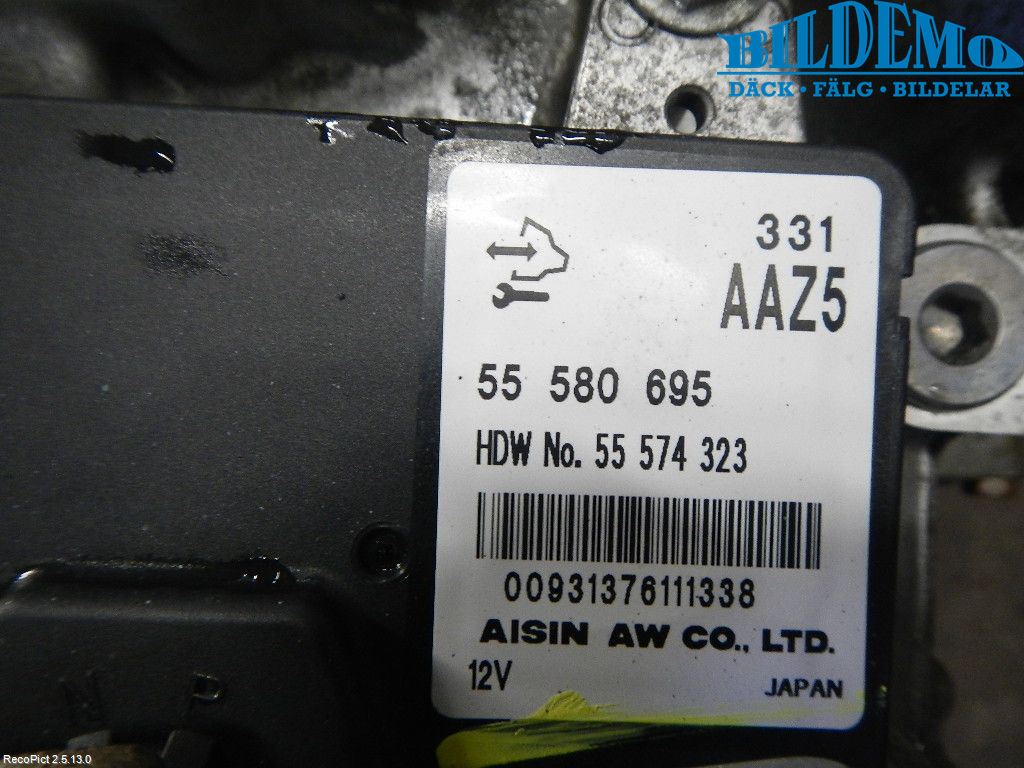 BILDEMO
DÄCK • FÄLG • BILDELAR
331
AAZ5
55 580 695
HDW No. 55 574 323
00931376111338
AISIN AW CO., LTD.
12V
JAPAN
N P
RecoPict 2.5.13.0